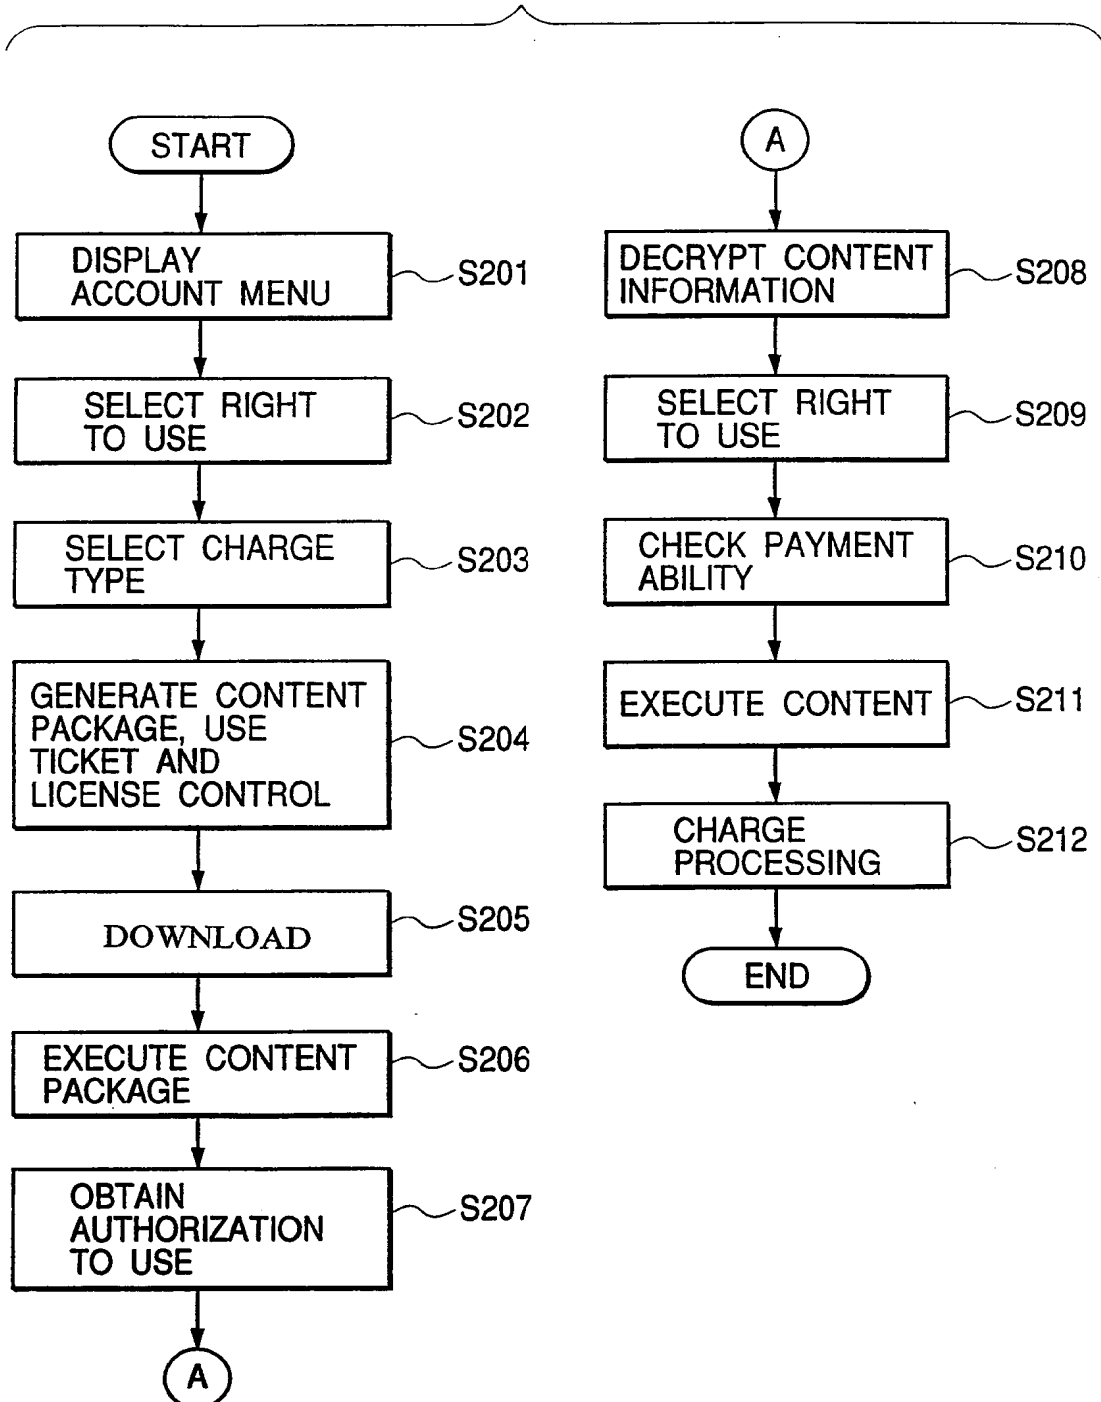 START
DISPLAY
ACCOUNT MENU
S201
SELECT RIGHT
TO USE
S202
SELECT CHARGE
TYPE
S203
GENERATE CONTENT
PACKAGE, USE
TICKET AND
LICENSE CONTROL
S204
DOWNLOAD
S205
EXECUTE CONTENT
PACKAGE
S206
OBTAIN
AUTHORIZATION
TO USE
S207
A
A
DECRYPT CONTENT
INFORMATION
S208
SELECT RIGHT
TO USE
S209
CHECK PAYMENT
ABILITY
S210
EXECUTE CONTENT
S211
CHARGE
PROCESSING
S212
END